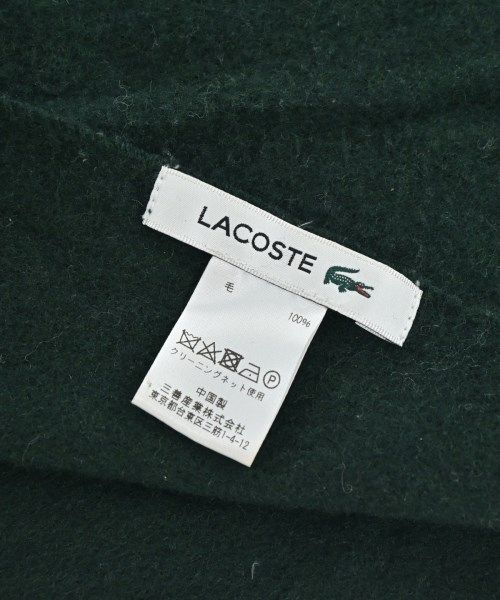 LACOSTE
毛 100%
クリーニングネット使用
中国製
三善産業株式会社
東京都台東区三筋1-4-12